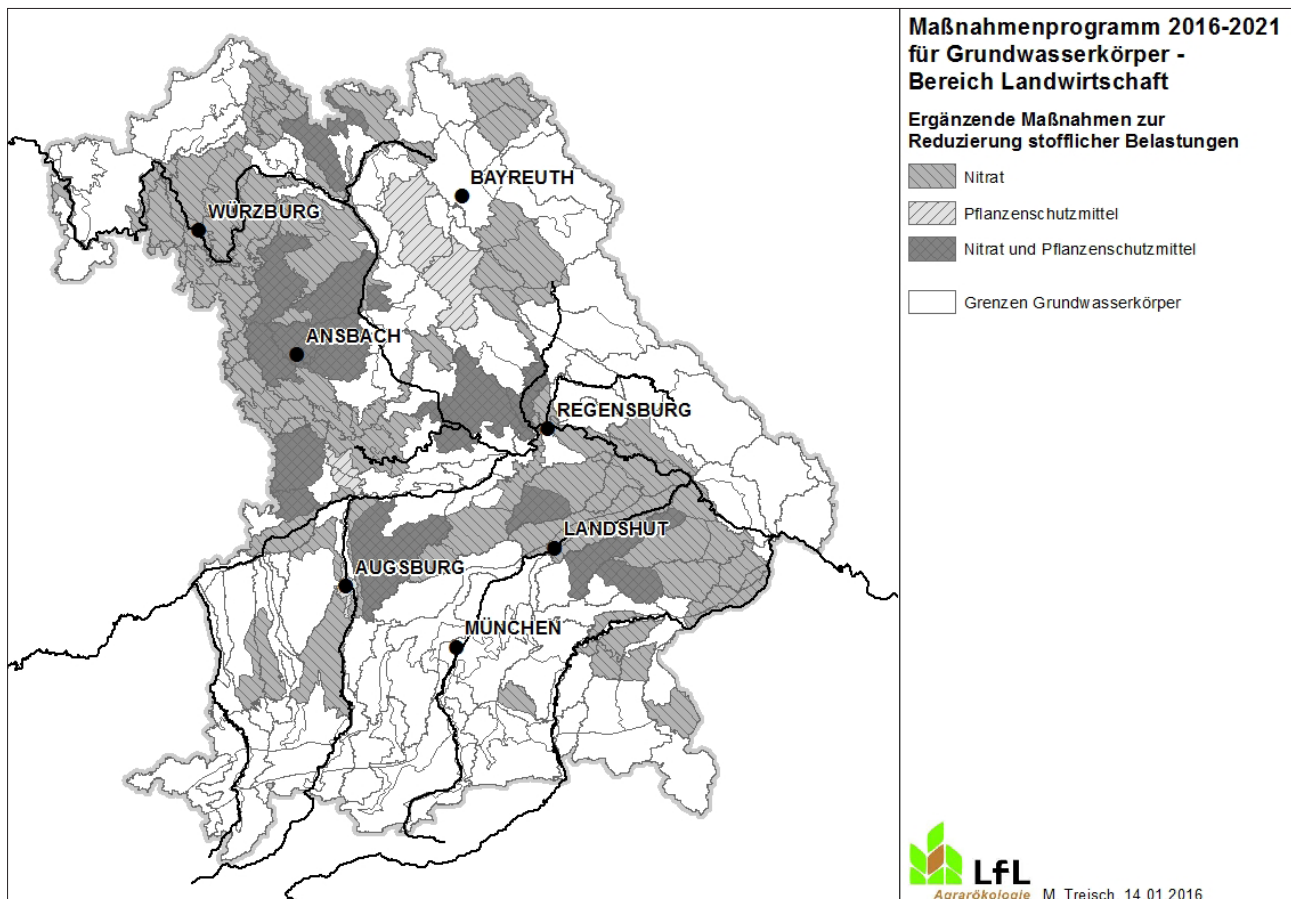 Maßnahmenprogramm 2016-2021
für Grundwasserkörper -
Bereich Landwirtschaft
Ergänzende Maßnahmen zur
Reduzierung stofflicher Belastungen
Nitrat
Pflanzenschutzmittel
Nitrat und Pflanzenschutzmittel
Grenzen Grundwasserkörper
BAYREUTH
WÜRZBURG
ANSBACH
REGENSBURG
LANDSHUT
AUGSBURG
MÜNCHEN
LfL
Agrarökologie M. Treisch, 14.01.2016